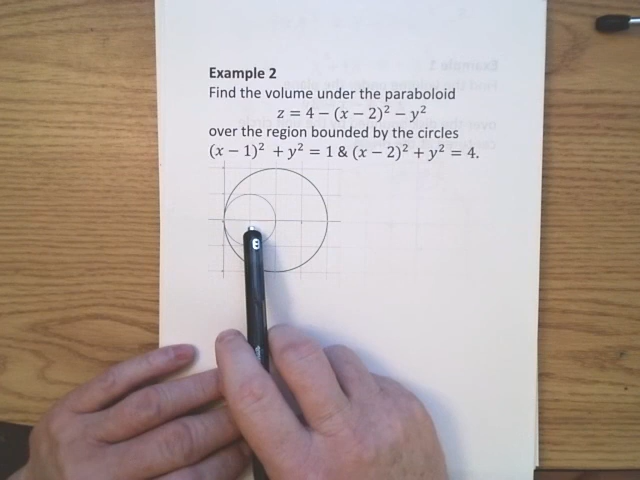 Example 2
Find the volume under the paraboloid
z = 4 − (x − 2)² − y²
over the region bounded by the circles
(x − 1)² + y² = 1 & (x − 2)² + y² = 4.